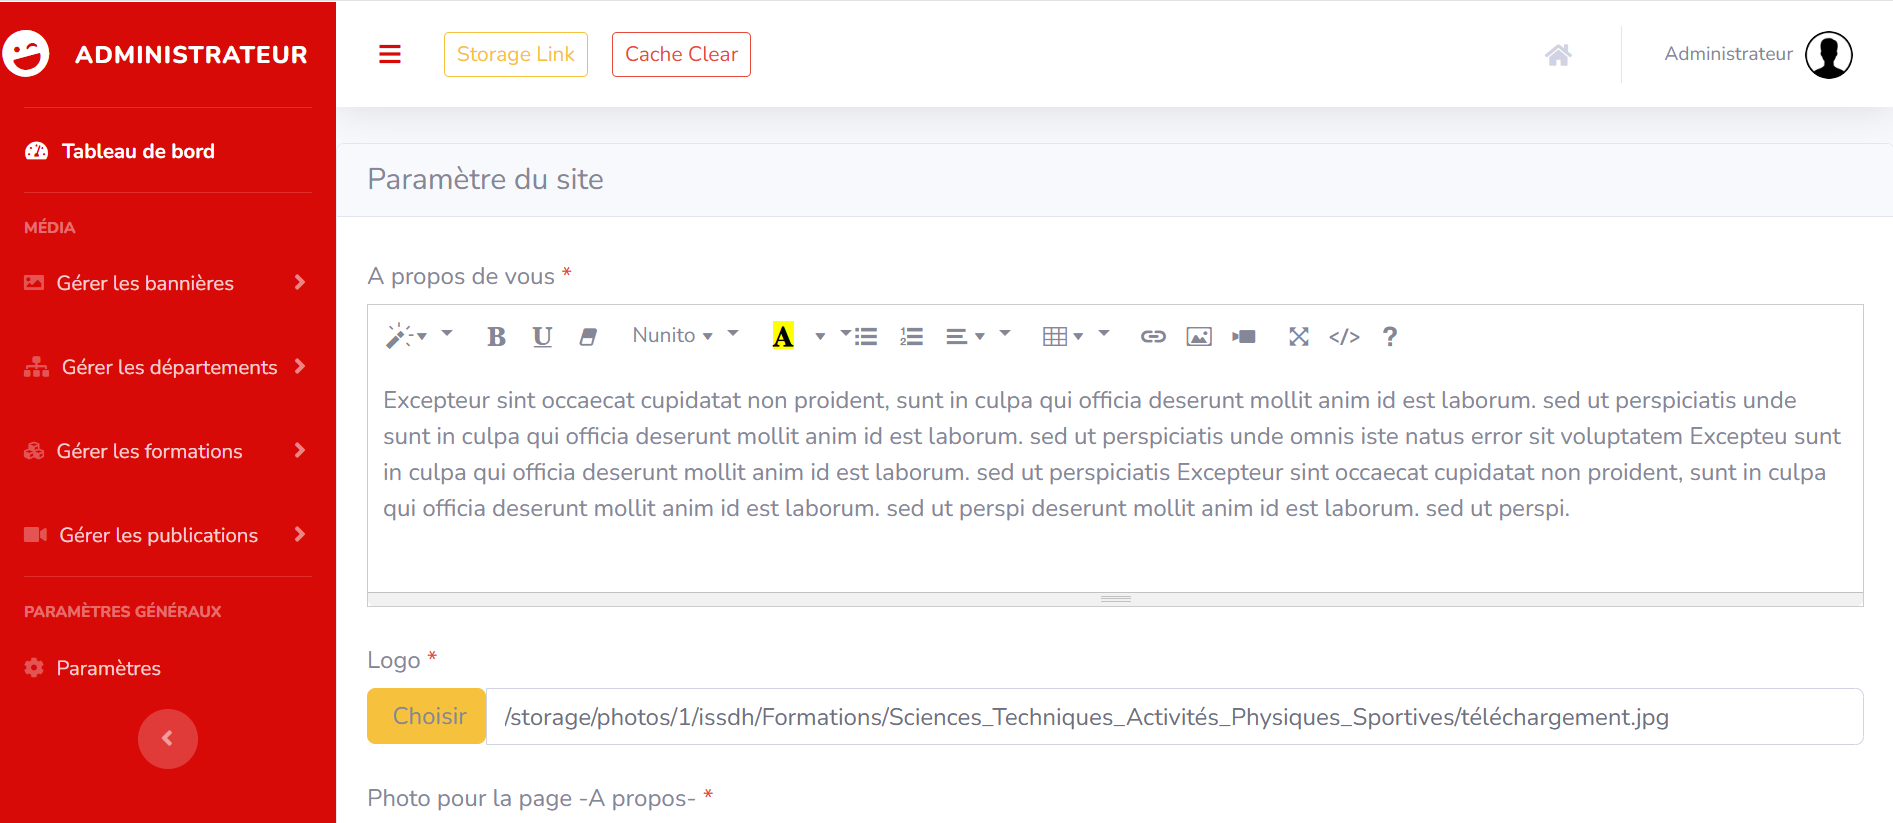 ADMINISTRATEUR
Storage Link
Cache Clear
Administrateur
Tableau de bord
MÉDIA
Gérer les bannières
Gérer les départements
Gérer les formations
Gérer les publications
PARAMÈTRES GÉNÉRAUX
Paramètres
Paramètre du site
A propos de vous *
B U Nunito A </> ?
Excepteur sint occaecat cupidatat non proident, sunt in culpa qui officia deserunt mollit anim id est laborum. sed ut perspiciatis unde
sunt in culpa qui officia deserunt mollit anim id est laborum. sed ut perspiciatis unde omnis iste natus error sit voluptatem Excepteu sunt
in culpa qui officia deserunt mollit anim id est laborum. sed ut perspiciatis Excepteur sint occaecat cupidatat non proident, sunt in culpa
qui officia deserunt mollit anim id est laborum. sed ut perspi deserunt mollit anim id est laborum. sed ut perspi.
Logo *
Choisir /storage/photos/1/issdh/Formations/Sciences_Techniques_Activités_Physiques_Sportives/téléchargement.jpg
Photo pour la page -A propos- *